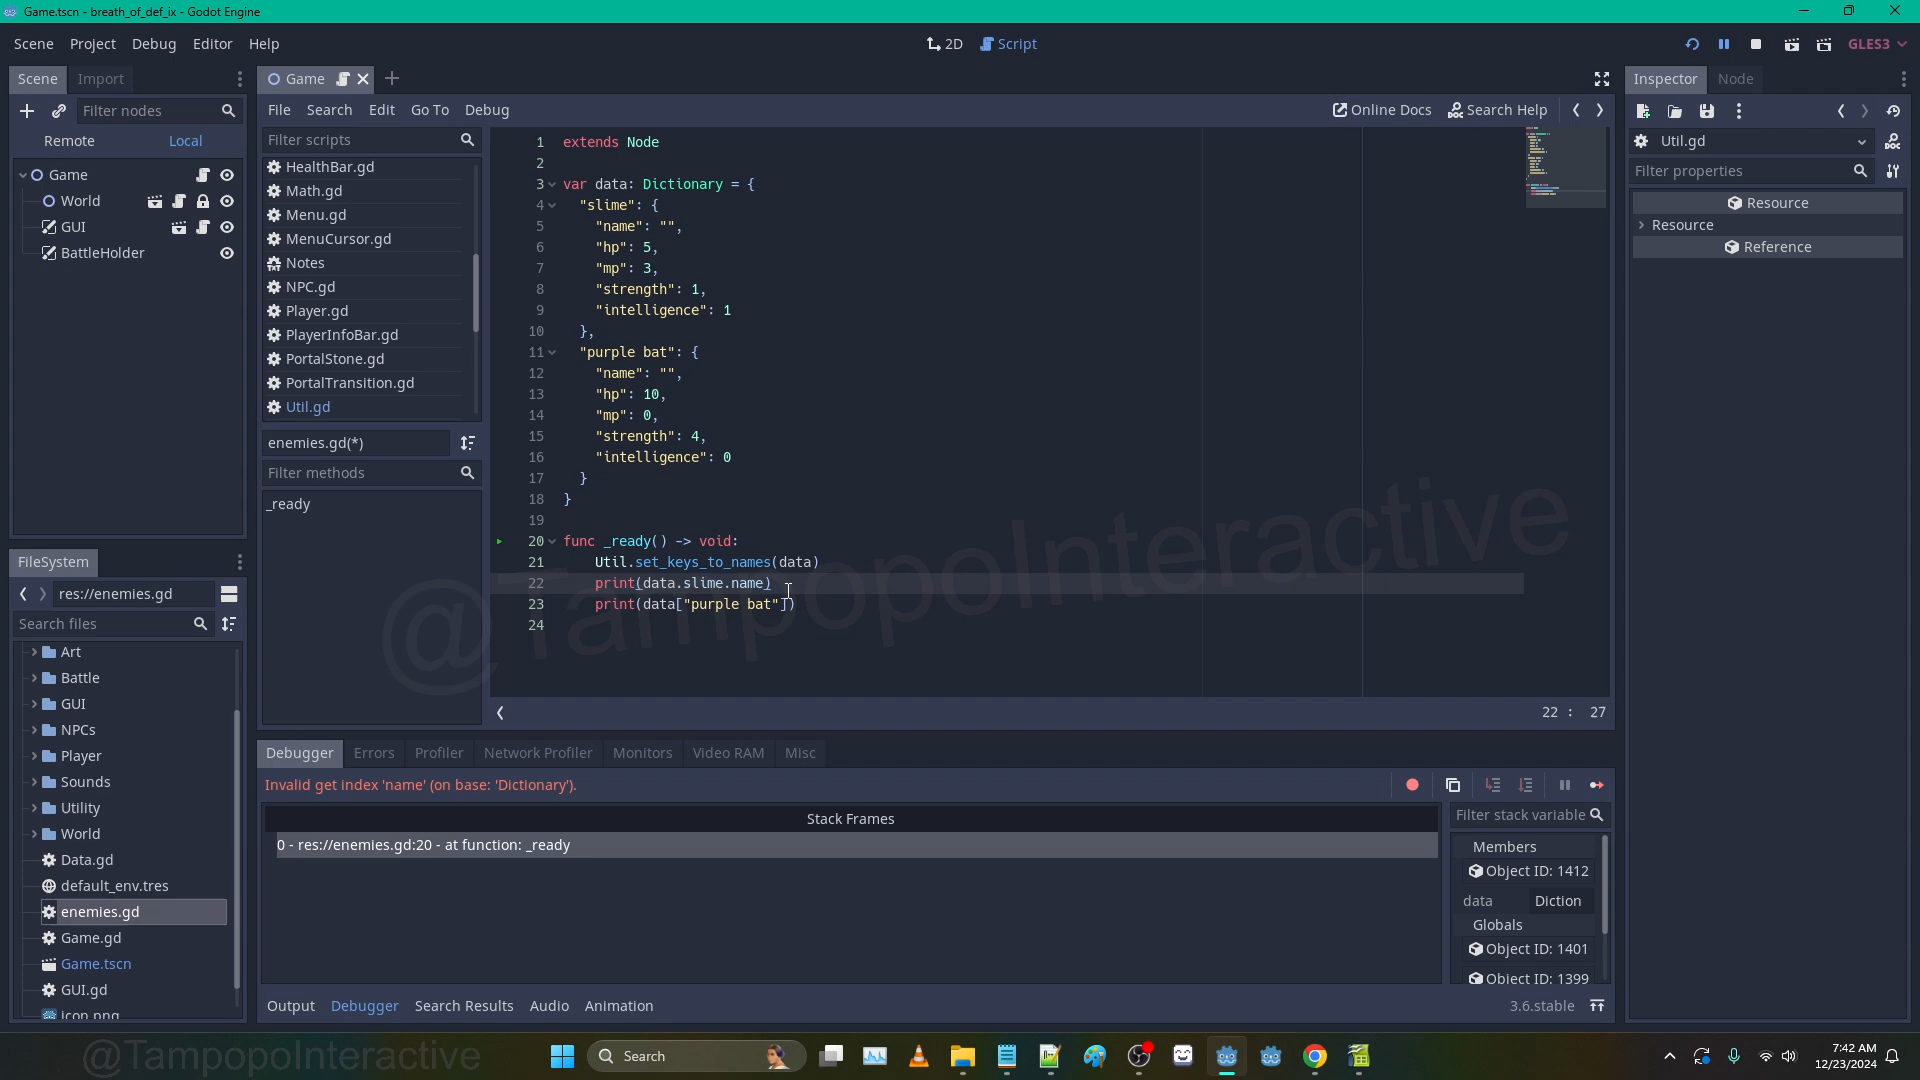 Game.tscn - breath_of_def_ix - Godot Engine
Scene Project Debug Editor Help
2D Script
GLES3
Scene Import
Filter nodes
Remote Local
Game
World
GUI
BattleHolder
FileSystem
res://enemies.gd
Search files
Art
Battle
GUI
NPCs
Player
Sounds
Utility
World
Data.gd
default_env.tres
enemies.gd
Game.gd
Game.tscn
GUI.gd
icon.png
Game
File Search Edit Go To Debug
Online Docs Search Help
Filter scripts
HealthBar.gd
Math.gd
Menu.gd
MenuCursor.gd
Notes
NPC.gd
Player.gd
PlayerInfoBar.gd
PortalStone.gd
PortalTransition.gd
Util.gd
enemies.gd(*)
Filter methods
_ready
1 extends Node
2
3 var data: Dictionary = {
4 "slime": {
5 "name": "",
6 "hp": 5,
7 "mp": 3,
8 "strength": 1,
9 "intelligence": 1
10 },
11 "purple bat": {
12 "name": "",
13 "hp": 10,
14 "mp": 0,
15 "strength": 4,
16 "intelligence": 0
17 }
18 }
19
20 func _ready() -> void:
21 Util.set_keys_to_names(data)
22 print(data.slime.name)
23 print(data["purple bat"])
24
@TampopoInteractive
22 : 27
Debugger Errors Profiler Network Profiler Monitors Video RAM Misc
Invalid get index 'name' (on base: 'Dictionary').
Stack Frames
0 - res://enemies.gd:20 - at function: _ready
Filter stack variable
Members
Object ID: 1412
data Diction
Globals
Object ID: 1401
Object ID: 1399
Output Debugger Search Results Audio Animation
3.6.stable
Inspector Node
Util.gd
Filter properties
Resource
Resource
Reference
@TampopoInteractive
Search
7:42 AM
12/23/2024